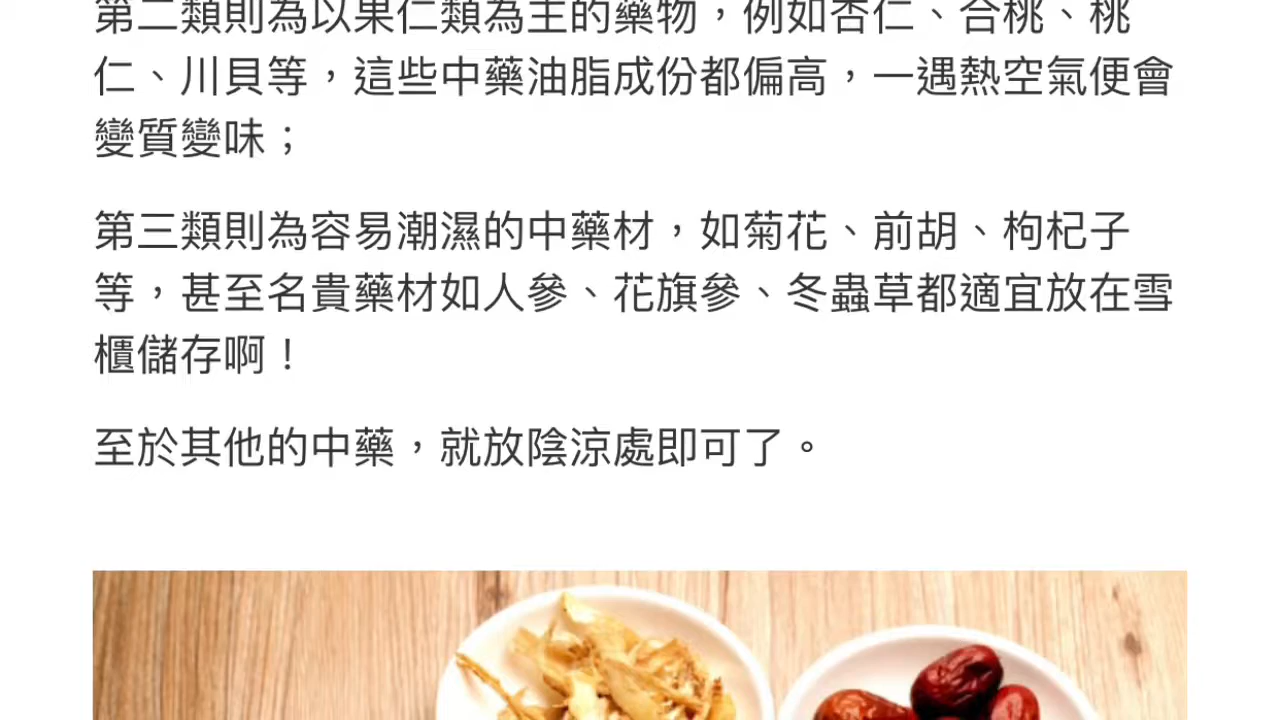 第二類則為以果仁類為主的藥物，例如杏仁、合桃、桃
仁、川貝等，這些中藥油脂成份都偏高，一遇熱空氣便會
變質變味；
第三類則為容易潮濕的中藥材，如菊花、前胡、枸杞子
等，甚至名貴藥材如人參、花旗參、冬蟲草都適宜放在雪
櫃儲存啊！
至於其他的中藥，就放陰涼處即可了。